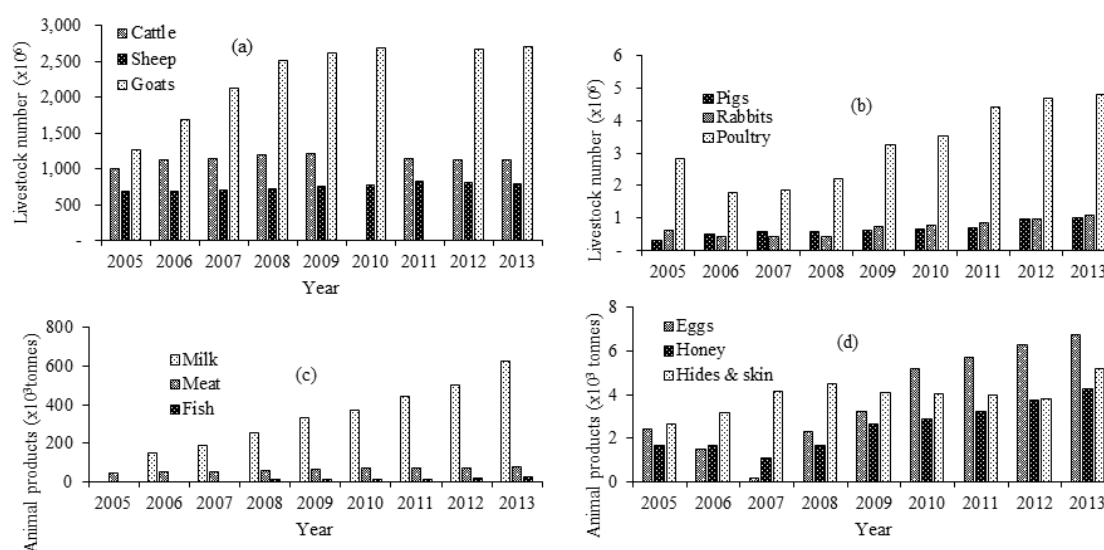 Livestock number (x10⁶)
3,000
2,500
2,000
1,500
1,000
500
-
Cattle
Sheep
Goats
(a)
2005 2006 2007 2008 2009 2010 2011 2012 2013
Year
Livestock number (x10⁶)
6
5
4
3
2
1
-
Pigs
Rabbits
Poultry
(b)
2005 2006 2007 2008 2009 2010 2011 2012 2013
Animal products (x10³tonnes)
800
600
400
200
0
Milk
Meat
Fish
(c)
2005 2006 2007 2008 2009 2010 2011 2012 2013
Year
Animal products (x10³ tonnes)
8
6
4
2
0
Eggs
Honey
Hides & skin
(d)
2005 2006 2007 2008 2009 2010 2011 2012 2013
Year